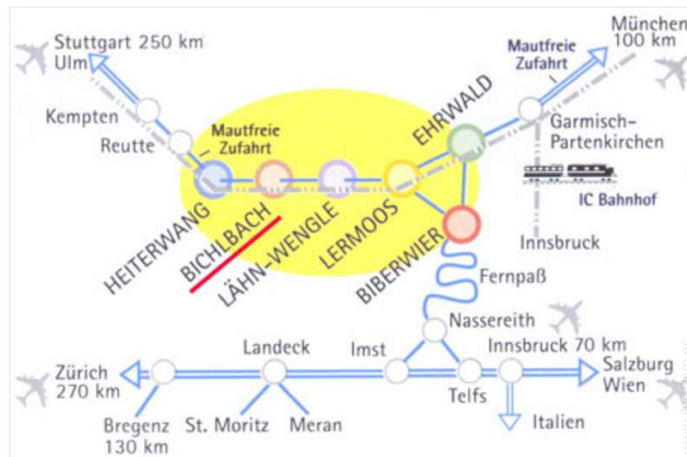 Stuttgart 250 km
Ulm
München
100 km
Mautfreie
Zufahrt
Kempten
Reutte
Mautfreie
Zufahrt
EHRWALD
Garmisch-
Partenkirchen
IC Bahnhof
Innsbruck
HEITERWANG
BICHLBACH
LÄHN-WENGLE
LERMOOS
BIBERWIER
Fernpaß
Nassereith
Zürich
270 km
Landeck
Imst
Innsbruck 70 km
Salzburg
Wien
Telfs
Bregenz
130 km
St. Moritz
Meran
Italien